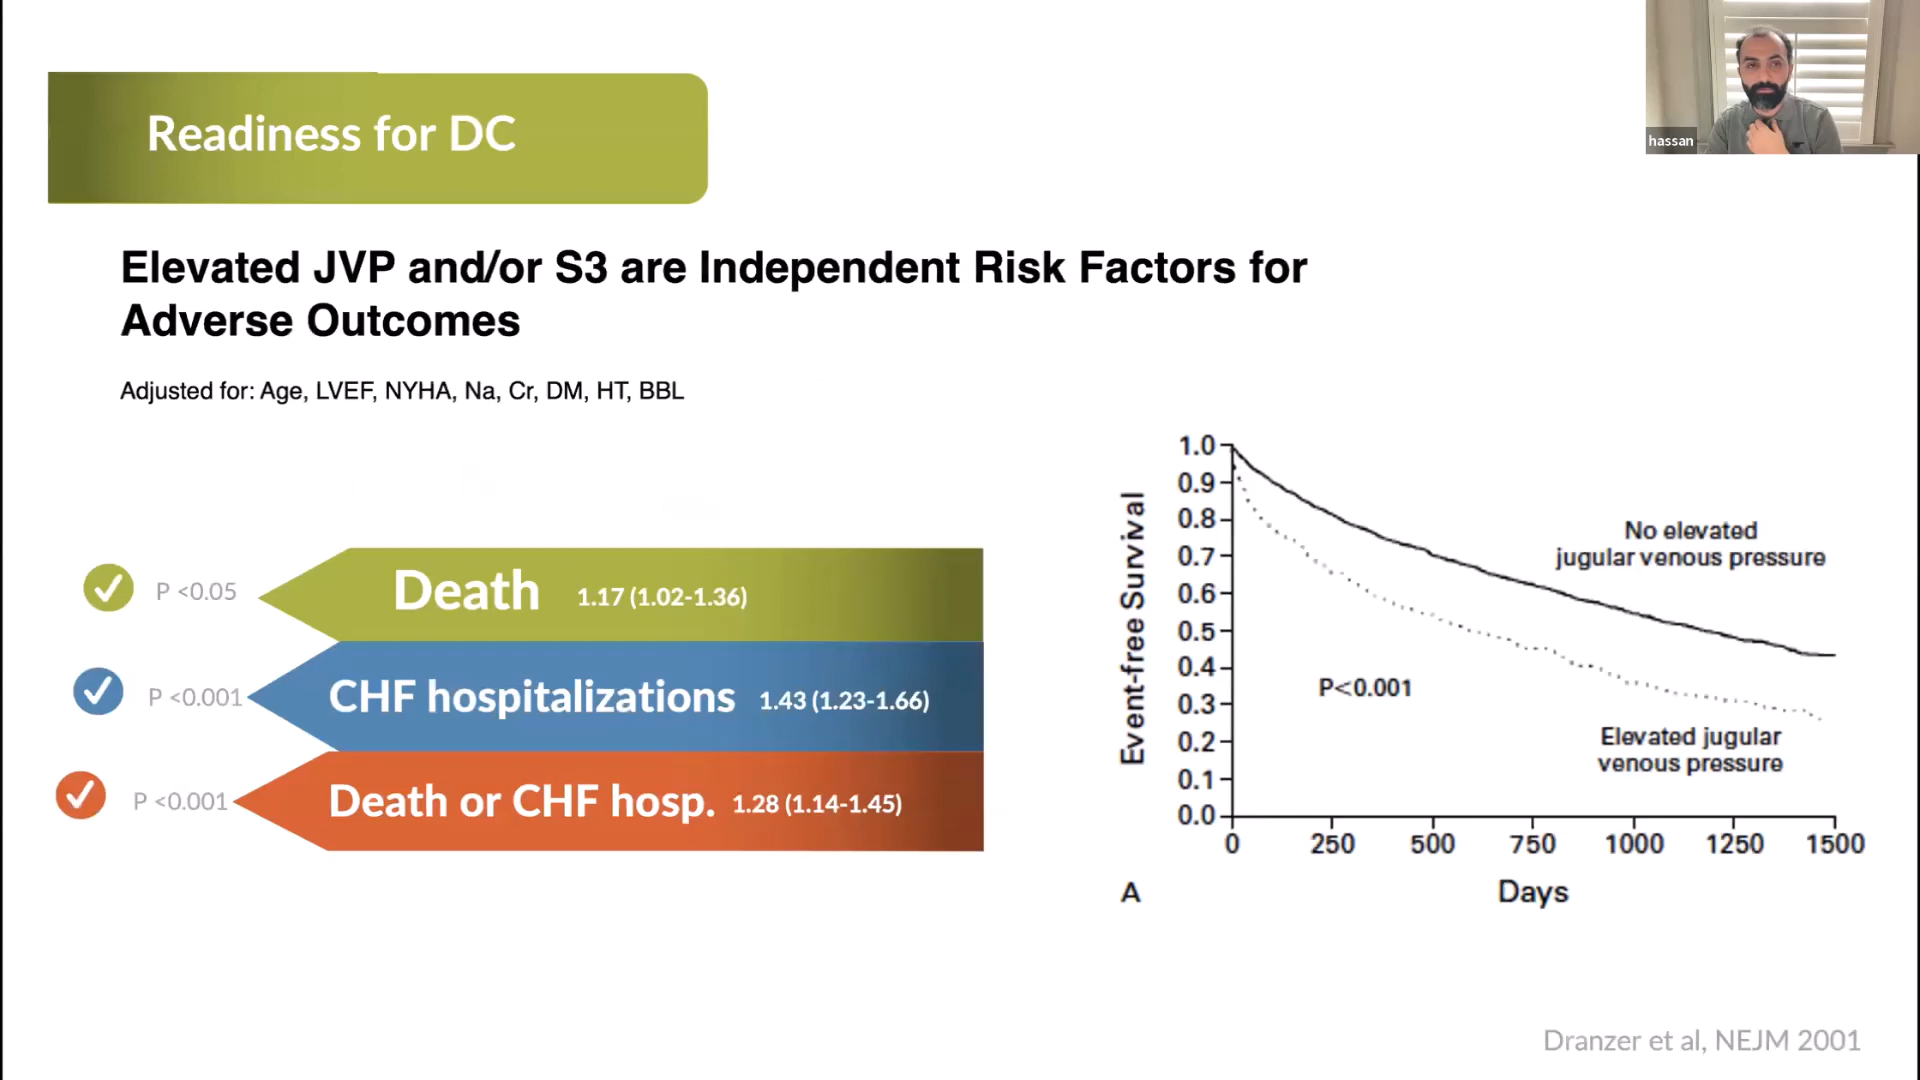 hassan
Readiness for DC
Elevated JVP and/or S3 are Independent Risk Factors for
Adverse Outcomes
Adjusted for: Age, LVEF, NYHA, Na, Cr, DM, HT, BBL
P <0.05
Death 1.17 (1.02-1.36)
P <0.001
CHF hospitalizations 1.43 (1.23-1.66)
P <0.001
Death or CHF hosp. 1.28 (1.14-1.45)
Event-free Survival
1.0
0.9
0.8
0.7
0.6
0.5
0.4
0.3
0.2
0.1
0.0
No elevated
jugular venous pressure
P<0.001
Elevated jugular
venous pressure
0 250 500 750 1000 1250 1500
A
Days
Dranzer et al, NEJM 2001